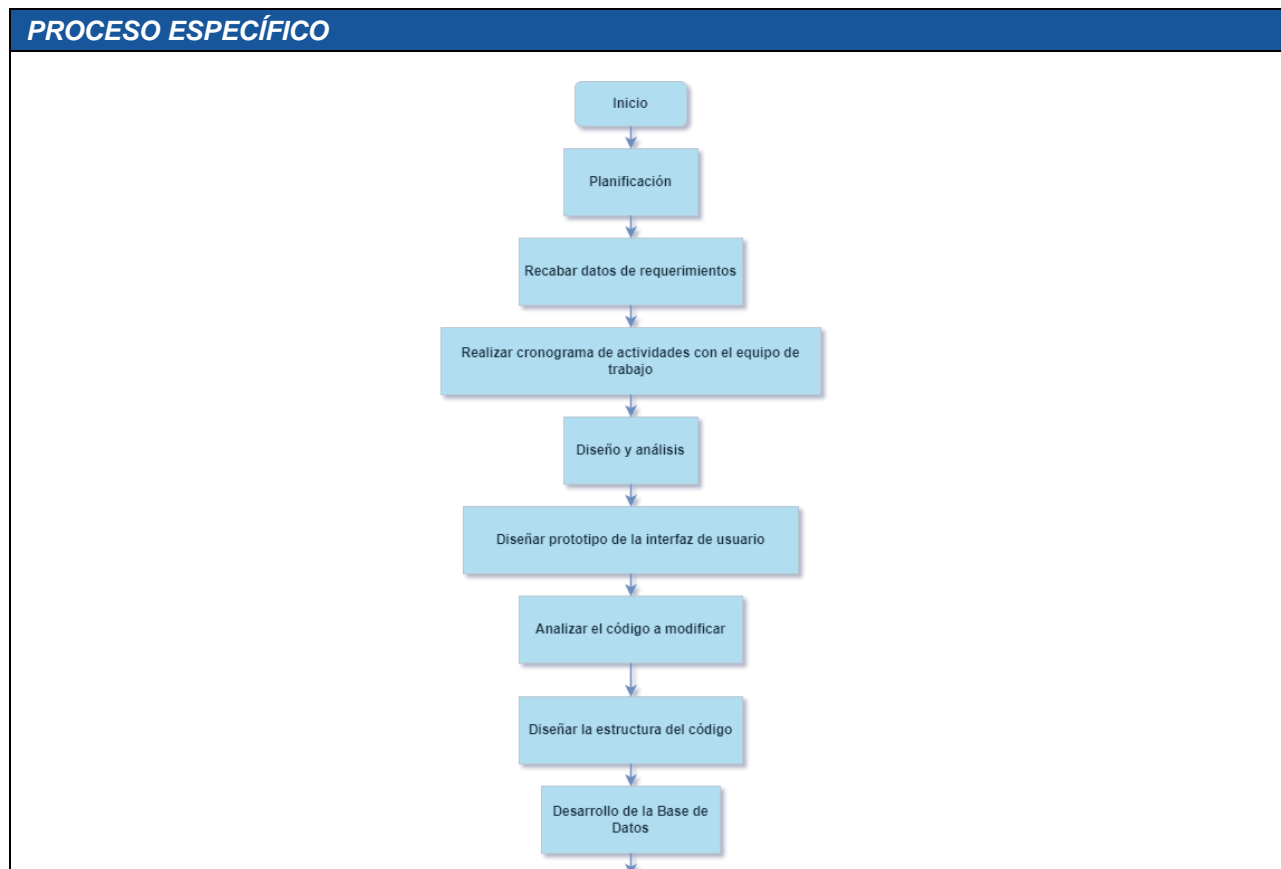 PROCESO ESPECÍFICO
Inicio
Planificación
Recabar datos de requerimientos
Realizar cronograma de actividades con el equipo de
trabajo
Diseño y análisis
Diseñar prototipo de la interfaz de usuario
Analizar el código a modificar
Diseñar la estructura del código
Desarrollo de la Base de
Datos